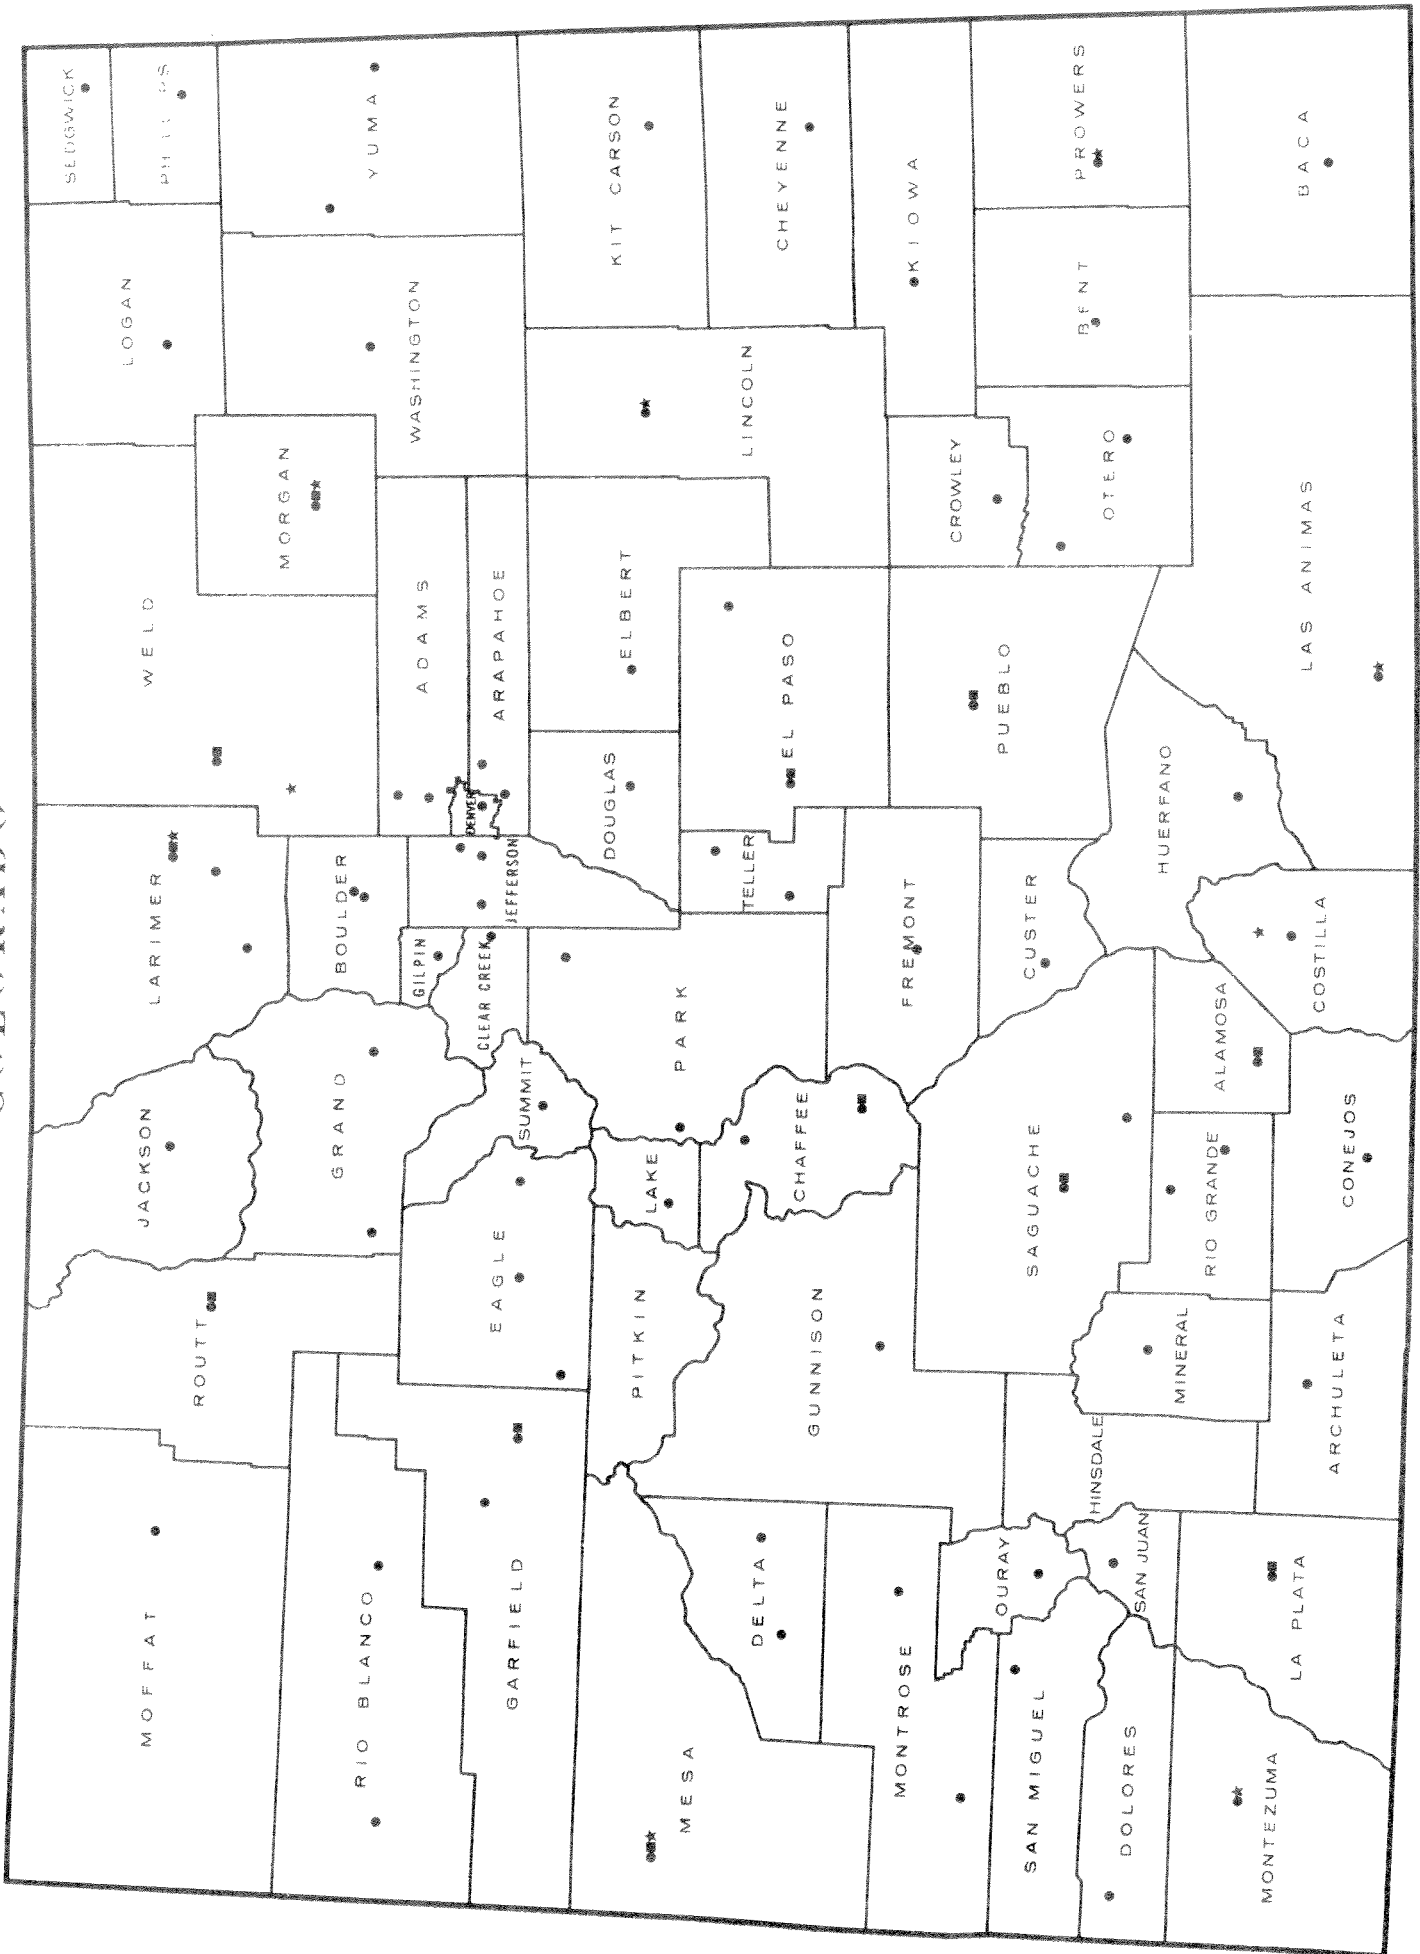 MOFFAT
ROUTT
JACKSON
LARIMER
WELD
LOGAN
SEDGWICK
PHILLIPS
RIO BLANCO
GRAND
BOULDER
MORGAN
WASHINGTON
YUMA
GARFIELD
EAGLE
SUMMIT
GILPIN
CLEAR CREEK
JEFFERSON
DENVER
ADAMS
ARAPAHOE
MESA
PITKIN
LAKE
PARK
DOUGLAS
ELBERT
KIT CARSON
DELTA
GUNNISON
CHAFFEE
TELLER
EL PASO
LINCOLN
CHEYENNE
MONTROSE
FREMONT
PUEBLO
CROWLEY
KIOWA
OURAY
SAN MIGUEL
HINSDALE
SAGUACHE
CUSTER
OTERO
BENT
PROWERS
DOLORES
SAN JUAN
MINERAL
RIO GRANDE
ALAMOSA
HUERFANO
MONTEZUMA
LA PLATA
ARCHULETA
CONEJOS
COSTILLA
LAS ANIMAS
BACA